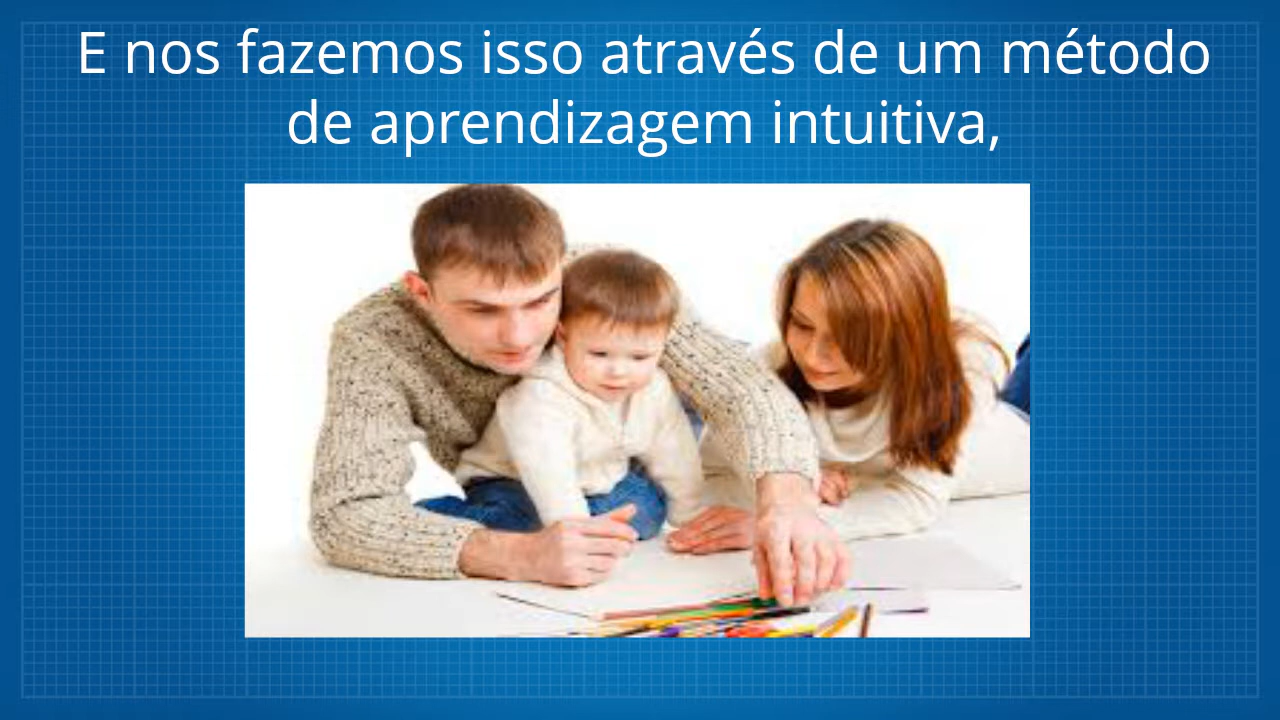 E nos fazemos isso através de um método
de aprendizagem intuitiva,